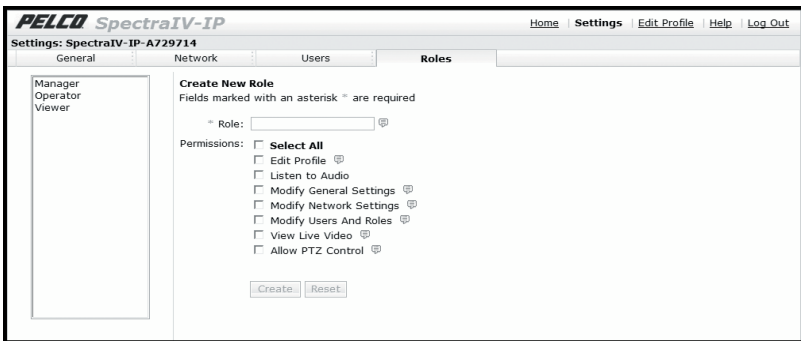 PELCO SpectraIV-IP
Home | Settings | Edit Profile | Help | Log Out
Settings: SpectraIV-IP-A729714
General Network Users Roles
Manager
Operator
Viewer
Create New Role
Fields marked with an asterisk * are required
* Role:
Permissions: Select All
Edit Profile
Listen to Audio
Modify General Settings
Modify Network Settings
Modify Users And Roles
View Live Video
Allow PTZ Control
Create Reset